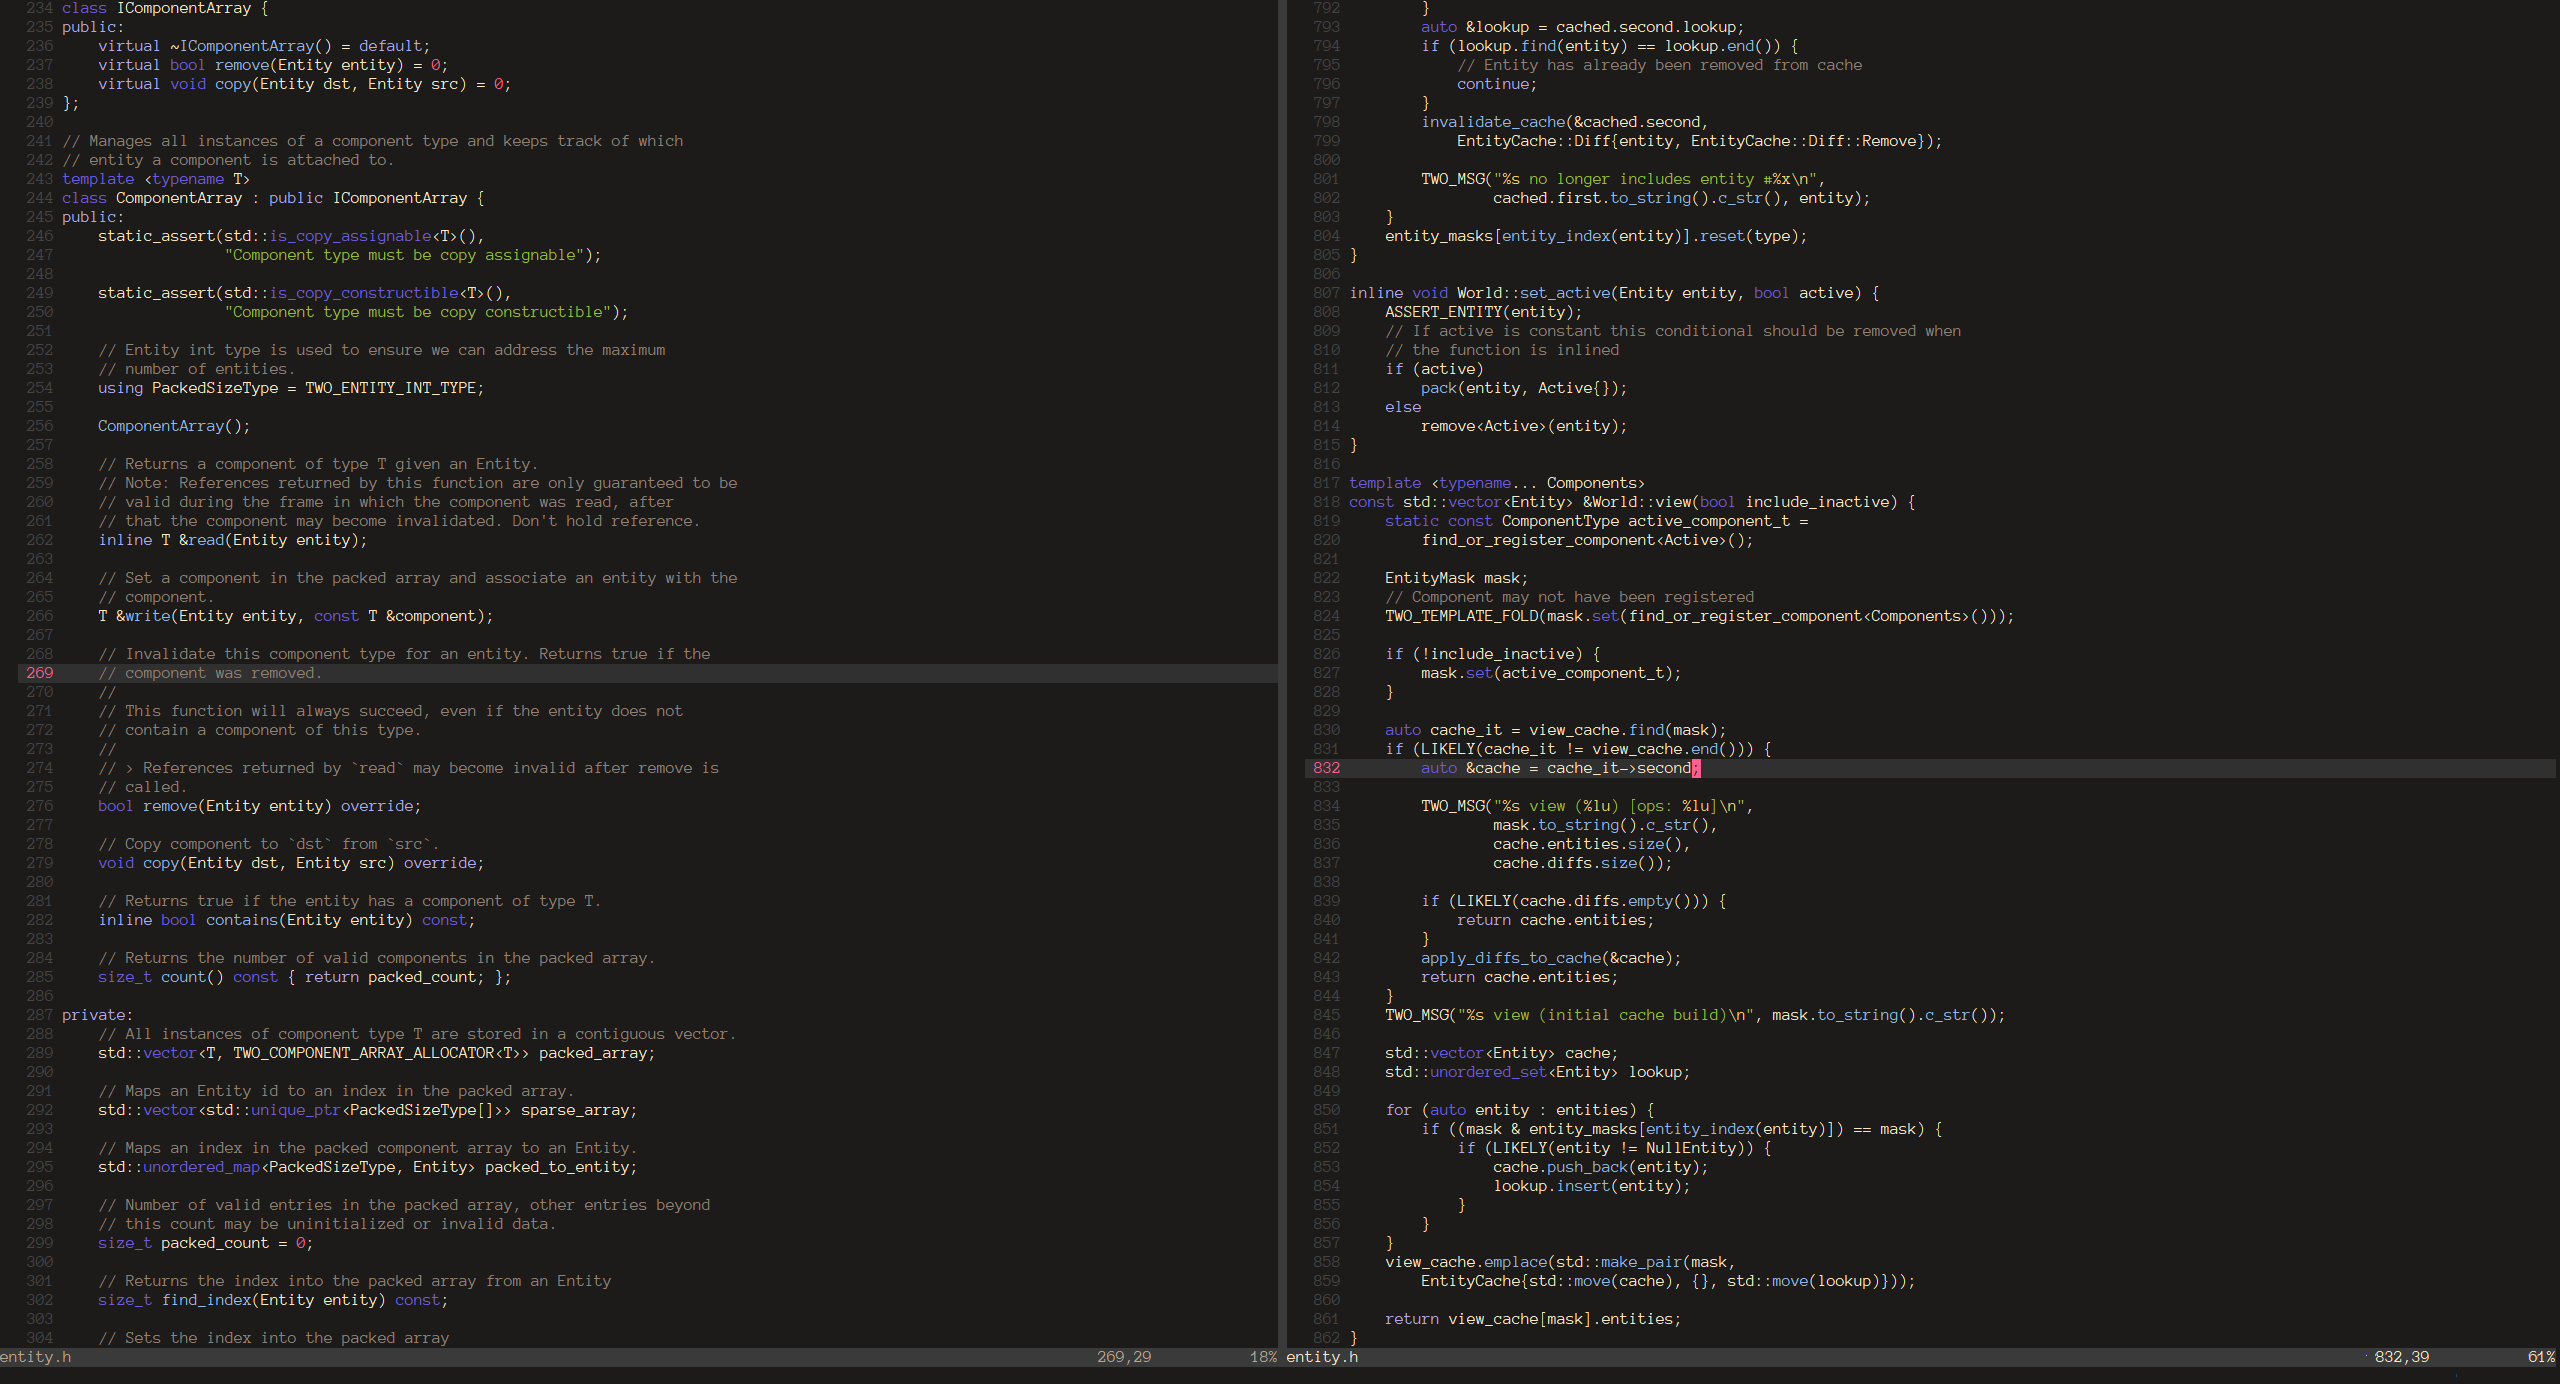 234 class IComponentArray {
235 public:
236     virtual ~IComponentArray() = default;
237     virtual bool remove(Entity entity) = 0;
238     virtual void copy(Entity dst, Entity src) = 0;
239 };
240
241 // Manages all instances of a component type and keeps track of which
242 // entity a component is attached to.
243 template <typename T>
244 class ComponentArray : public IComponentArray {
245 public:
246     static_assert(std::is_copy_assignable<T>(),
247                   "Component type must be copy assignable");
248
249     static_assert(std::is_copy_constructible<T>(),
250                   "Component type must be copy constructible");
251
252     // Entity int type is used to ensure we can address the maximum
253     // number of entities.
254     using PackedSizeType = TWO_ENTITY_INT_TYPE;
255
256     ComponentArray();
257
258     // Returns a component of type T given an Entity.
259     // Note: References returned by this function are only guaranteed to be
260     // valid during the frame in which the component was read, after
261     // that the component may become invalidated. Don't hold reference.
262     inline T &read(Entity entity);
263
264     // Set a component in the packed array and associate an entity with the
265     // component.
266     T &write(Entity entity, const T &component);
267
268     // Invalidate this component type for an entity. Returns true if the
269     // component was removed.
270     //
271     // This function will always succeed, even if the entity does not
272     // contain a component of this type.
273     //
274     // > References returned by `read` may become invalid after remove is
275     // called.
276     bool remove(Entity entity) override;
277
278     // Copy component to `dst` from `src`.
279     void copy(Entity dst, Entity src) override;
280
281     // Returns true if the entity has a component of type T.
282     inline bool contains(Entity entity) const;
283
284     // Returns the number of valid components in the packed array.
285     size_t count() const { return packed_count; };
286
287 private:
288     // All instances of component type T are stored in a contiguous vector.
289     std::vector<T, TWO_COMPONENT_ARRAY_ALLOCATOR<T>> packed_array;
290
291     // Maps an Entity id to an index in the packed array.
292     std::vector<std::unique_ptr<PackedSizeType[]>> sparse_array;
293
294     // Maps an index in the packed component array to an Entity.
295     std::unordered_map<PackedSizeType, Entity> packed_to_entity;
296
297     // Number of valid entries in the packed array, other entries beyond
298     // this count may be uninitialized or invalid data.
299     size_t packed_count = 0;
300
301     // Returns the index into the packed array from an Entity
302     size_t find_index(Entity entity) const;
303
304     // Sets the index into the packed array
entity.h 269,29 18%
792         }
793         auto &lookup = cached.second.lookup;
794         if (lookup.find(entity) == lookup.end()) {
795             // Entity has already been removed from cache
796             continue;
797         }
798         invalidate_cache(&cached.second,
799             EntityCache::Diff{entity, EntityCache::Diff::Remove});
800
801         TWO_MSG("%s no longer includes entity #%x\n",
802                 cached.first.to_string().c_str(), entity);
803     }
804     entity_masks[entity_index(entity)].reset(type);
805 }
806
807 inline void World::set_active(Entity entity, bool active) {
808     ASSERT_ENTITY(entity);
809     // If active is constant this conditional should be removed when
810     // the function is inlined
811     if (active)
812         pack(entity, Active{});
813     else
814         remove<Active>(entity);
815 }
816
817 template <typename... Components>
818 const std::vector<Entity> &World::view(bool include_inactive) {
819     static const ComponentType active_component_t =
820         find_or_register_component<Active>();
821
822     EntityMask mask;
823     // Component may not have been registered
824     TWO_TEMPLATE_FOLD(mask.set(find_or_register_component<Components>()));
825
826     if (!include_inactive) {
827         mask.set(active_component_t);
828     }
829
830     auto cache_it = view_cache.find(mask);
831     if (LIKELY(cache_it != view_cache.end())) {
832         auto &cache = cache_it->second;
833
834         TWO_MSG("%s view (%lu) [ops: %lu]\n",
835                 mask.to_string().c_str(),
836                 cache.entities.size(),
837                 cache.diffs.size());
838
839         if (LIKELY(cache.diffs.empty())) {
840             return cache.entities;
841         }
842         apply_diffs_to_cache(&cache);
843         return cache.entities;
844     }
845     TWO_MSG("%s view (initial cache build)\n", mask.to_string().c_str());
846
847     std::vector<Entity> cache;
848     std::unordered_set<Entity> lookup;
849
850     for (auto entity : entities) {
851         if ((mask & entity_masks[entity_index(entity)]) == mask) {
852             if (LIKELY(entity != NullEntity)) {
853                 cache.push_back(entity);
854                 lookup.insert(entity);
855             }
856         }
857     }
858     view_cache.emplace(std::make_pair(mask,
859         EntityCache{std::move(cache), {}, std::move(lookup)}));
860
861     return view_cache[mask].entities;
862 }
entity.h 832,39 61%